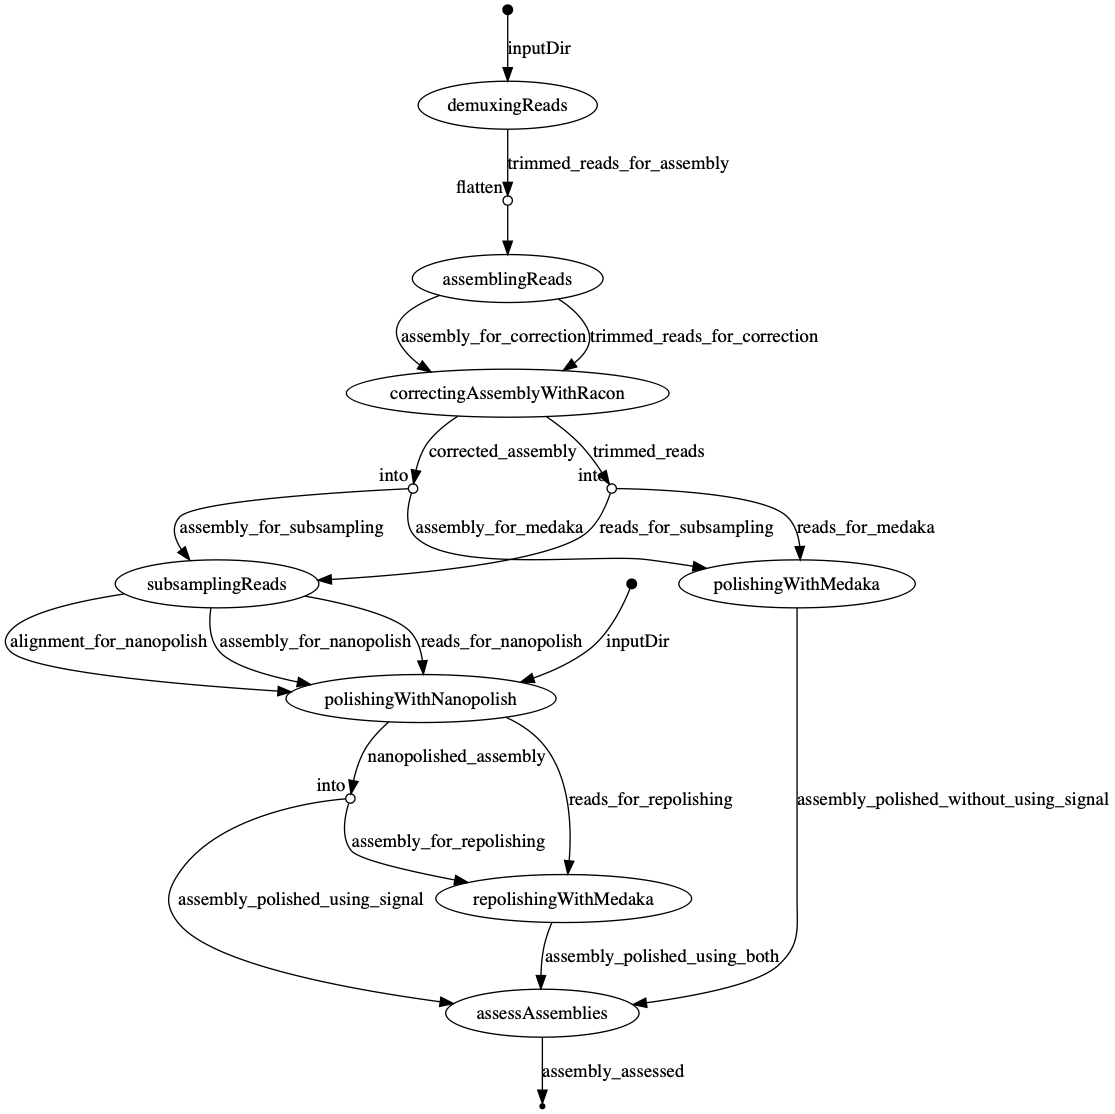 inputDir
demuxingReads
trimmed_reads_for_assembly
flatten
assemblingReads
assembly_for_correction
trimmed_reads_for_correction
correctingAssemblyWithRacon
corrected_assembly
trimmed_reads
into
into
assembly_for_subsampling
assembly_for_medaka
reads_for_subsampling
reads_for_medaka
subsamplingReads
polishingWithMedaka
alignment_for_nanopolish
assembly_for_nanopolish
reads_for_nanopolish
inputDir
polishingWithNanopolish
nanopolished_assembly
into
reads_for_repolishing
assembly_polished_without_using_signal
assembly_for_repolishing
assembly_polished_using_signal
repolishingWithMedaka
assembly_polished_using_both
assessAssemblies
assembly_assessed